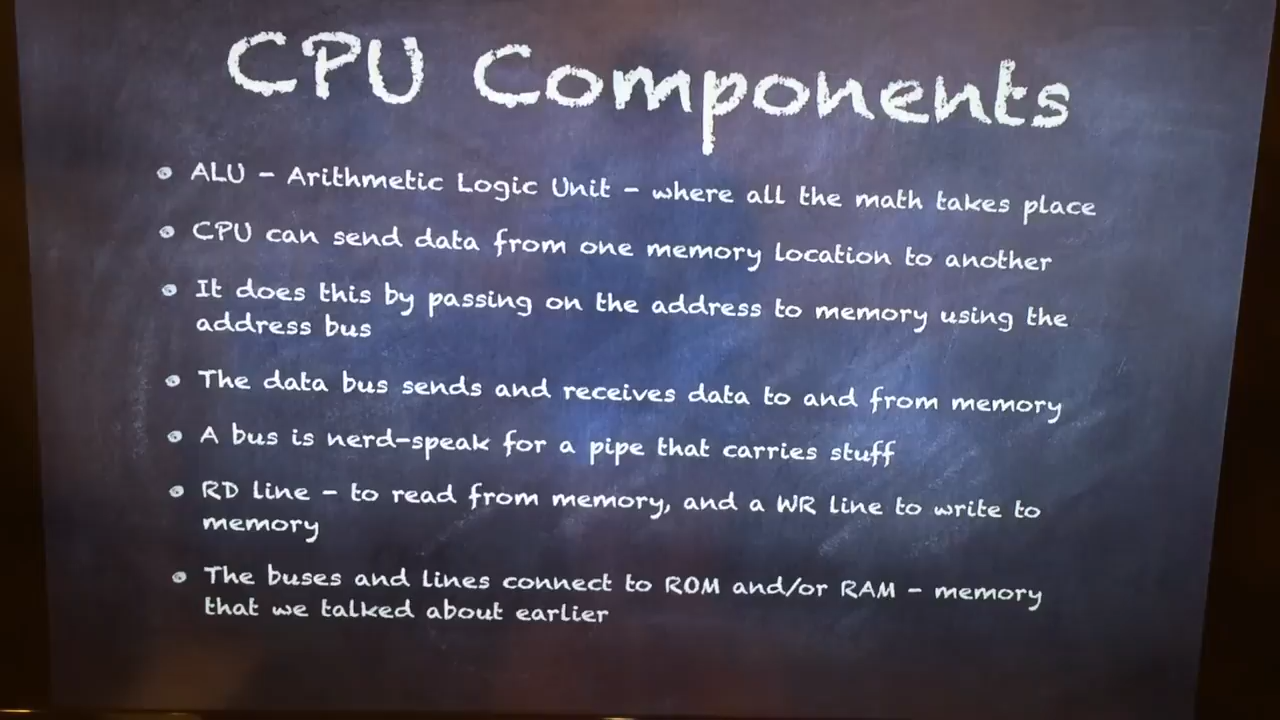 CPU Components
ALU - Arithmetic Logic Unit - where all the math takes place
CPU can send data from one memory location to another
It does this by passing on the address to memory using the
address bus
The data bus sends and receives data to and from memory
A bus is nerd-speak for a pipe that carries stuff
RD line - to read from memory, and a WR line to write to
memory
The buses and lines connect to ROM and/or RAM - memory
that we talked about earlier